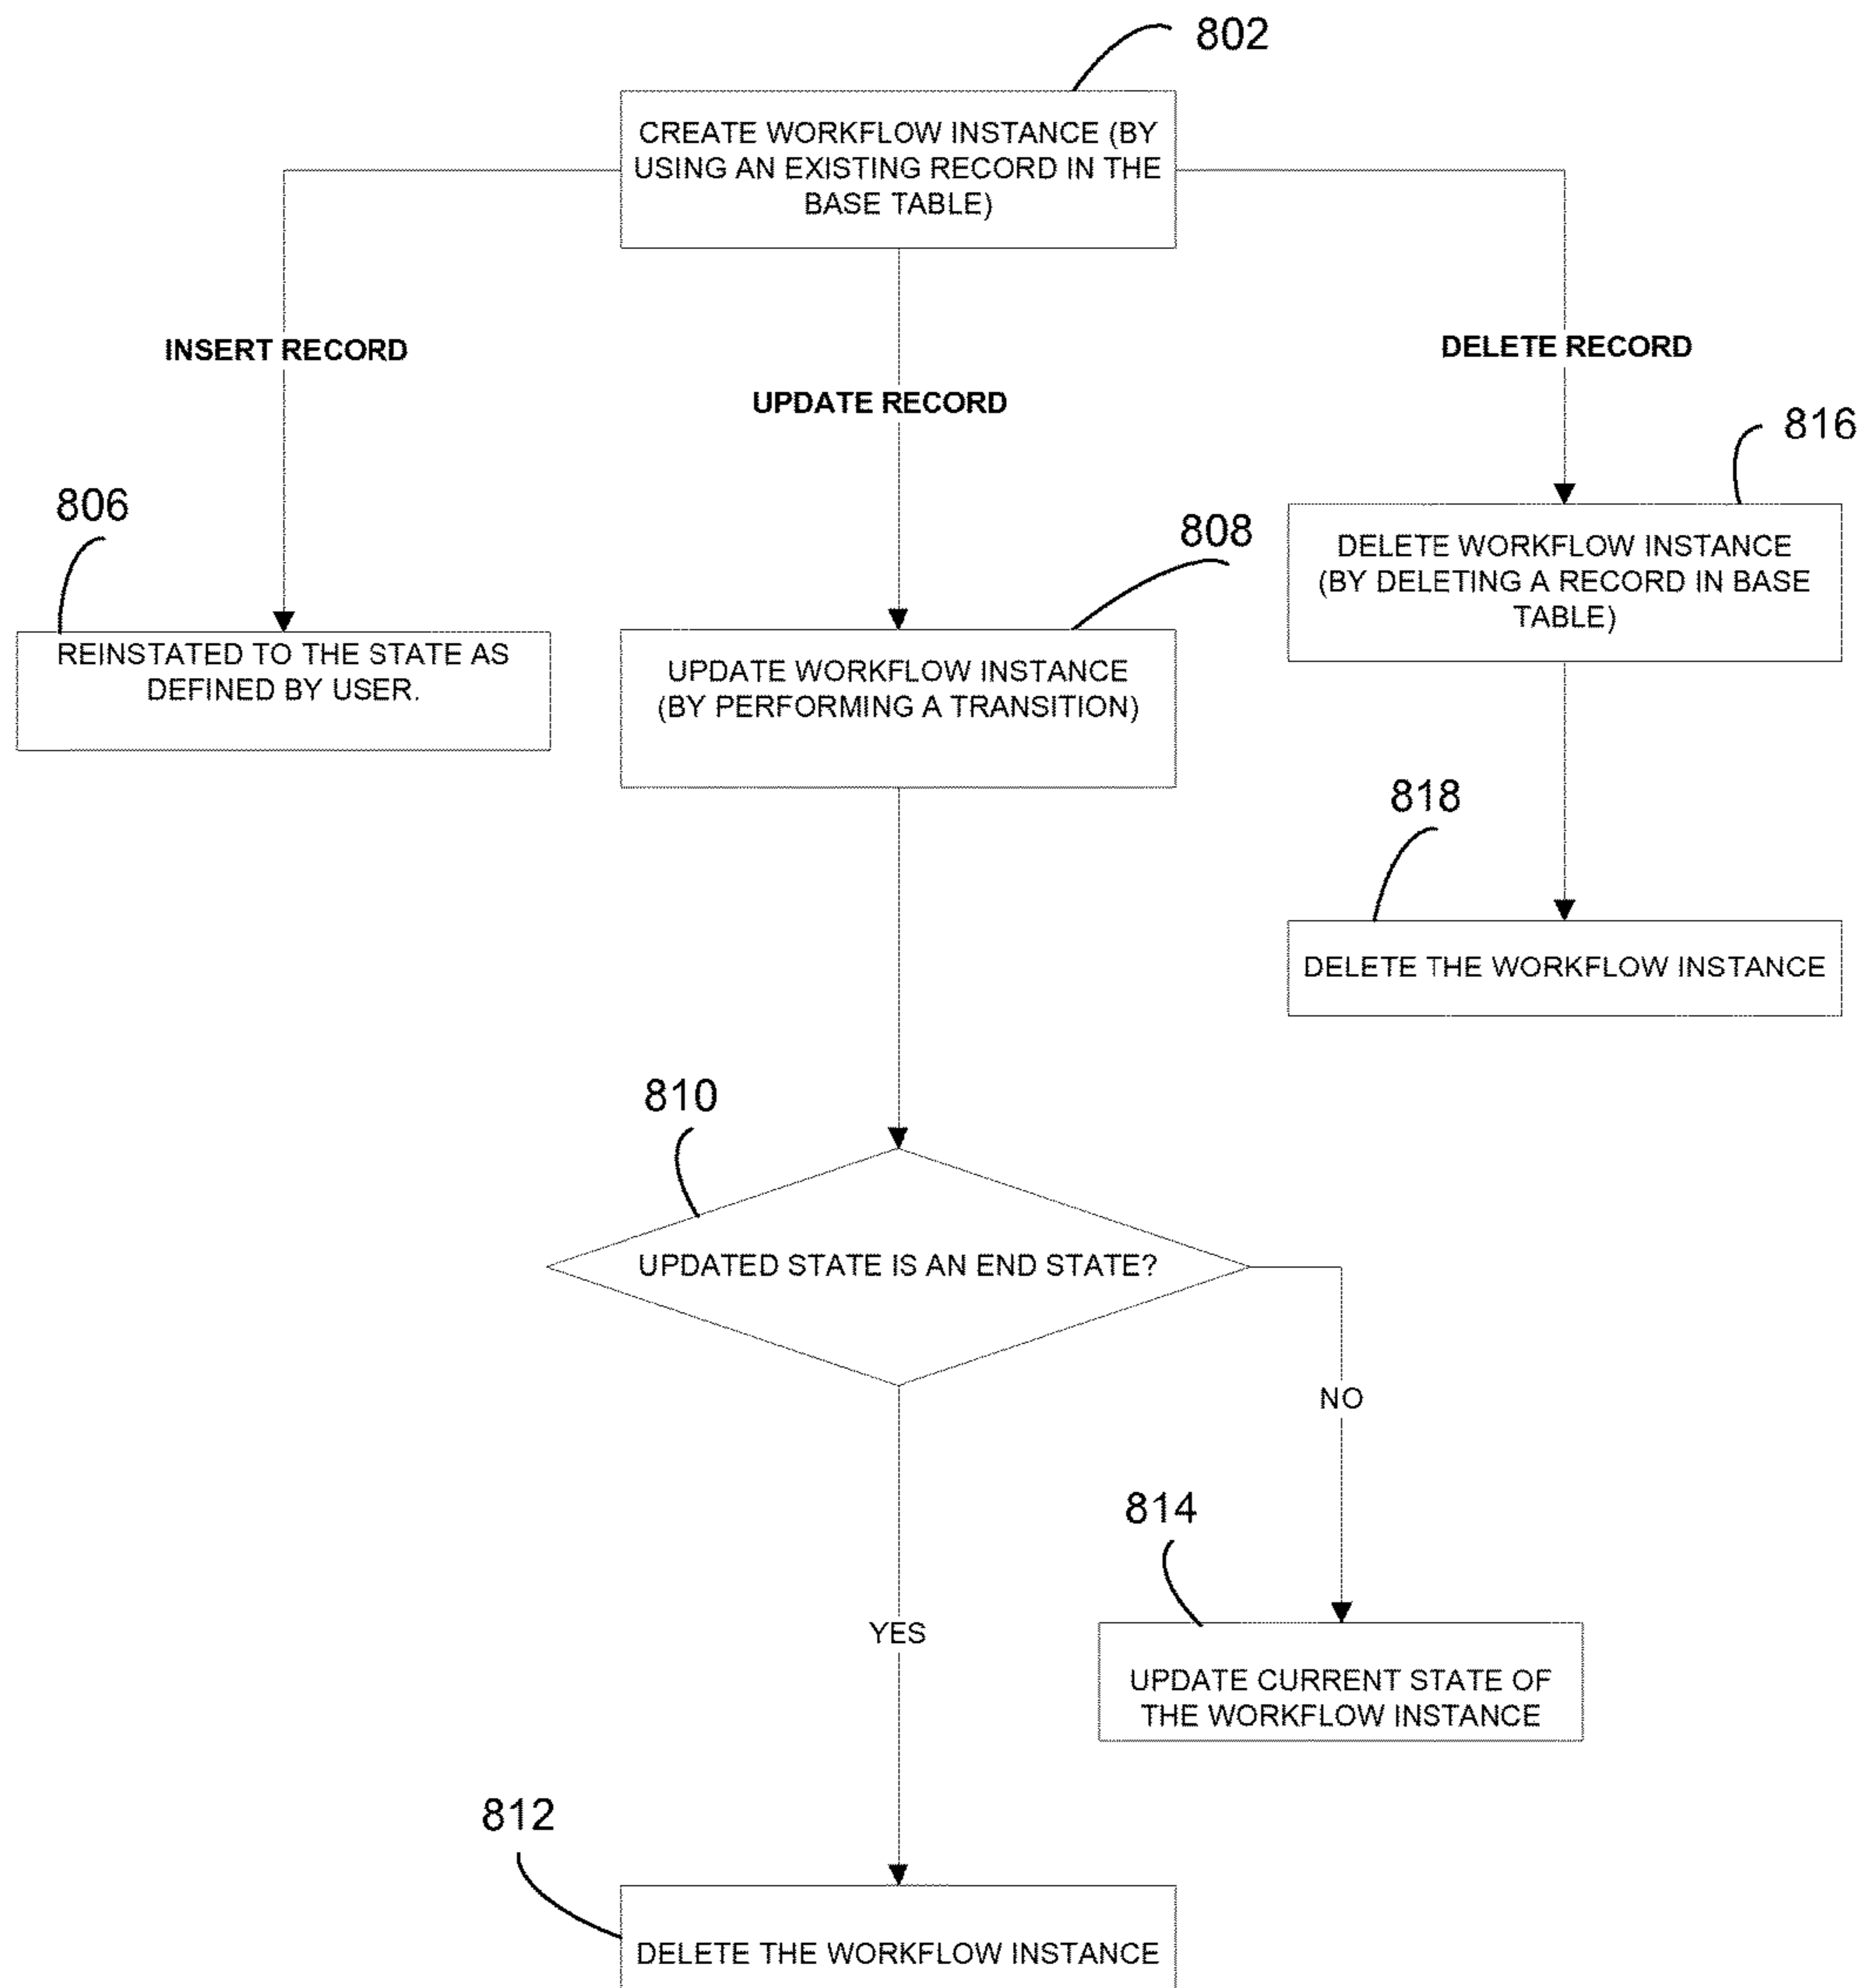 802
CREATE WORKFLOW INSTANCE (BY
USING AN EXISTING RECORD IN THE
BASE TABLE)
INSERT RECORD
DELETE RECORD
UPDATE RECORD
816
806
808
DELETE WORKFLOW INSTANCE
(BY DELETING A RECORD IN BASE
TABLE)
REINSTATED TO THE STATE AS
DEFINED BY USER.
UPDATE WORKFLOW INSTANCE
(BY PERFORMING A TRANSITION)
818
DELETE THE WORKFLOW INSTANCE
810
UPDATED STATE IS AN END STATE?
NO
814
YES
UPDATE CURRENT STATE OF
THE WORKFLOW INSTANCE
812
DELETE THE WORKFLOW INSTANCE